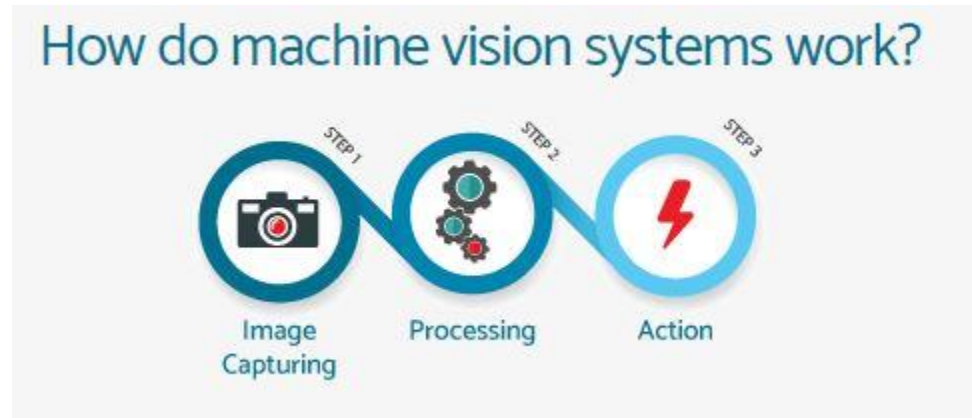 How do machine vision systems work?
STEP 1
STEP 2
STEP 3
Image
Capturing
Processing
Action